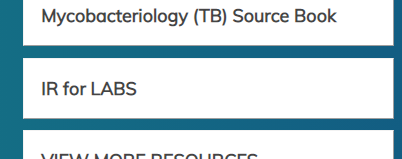 Mycobacteriology (TB) Source Book
IR for LABS
VIEW MORE RESOURCES